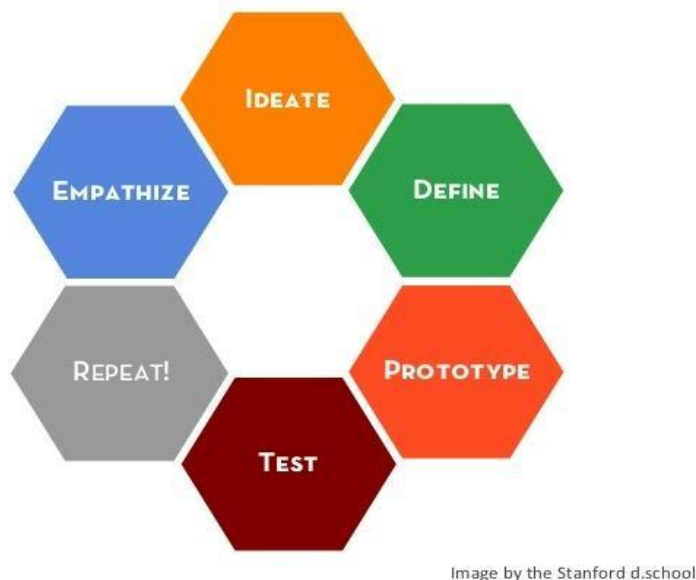 IDEATE
EMPATHIZE
DEFINE
REPEAT!
PROTOTYPE
TEST
Image by the Stanford d.school